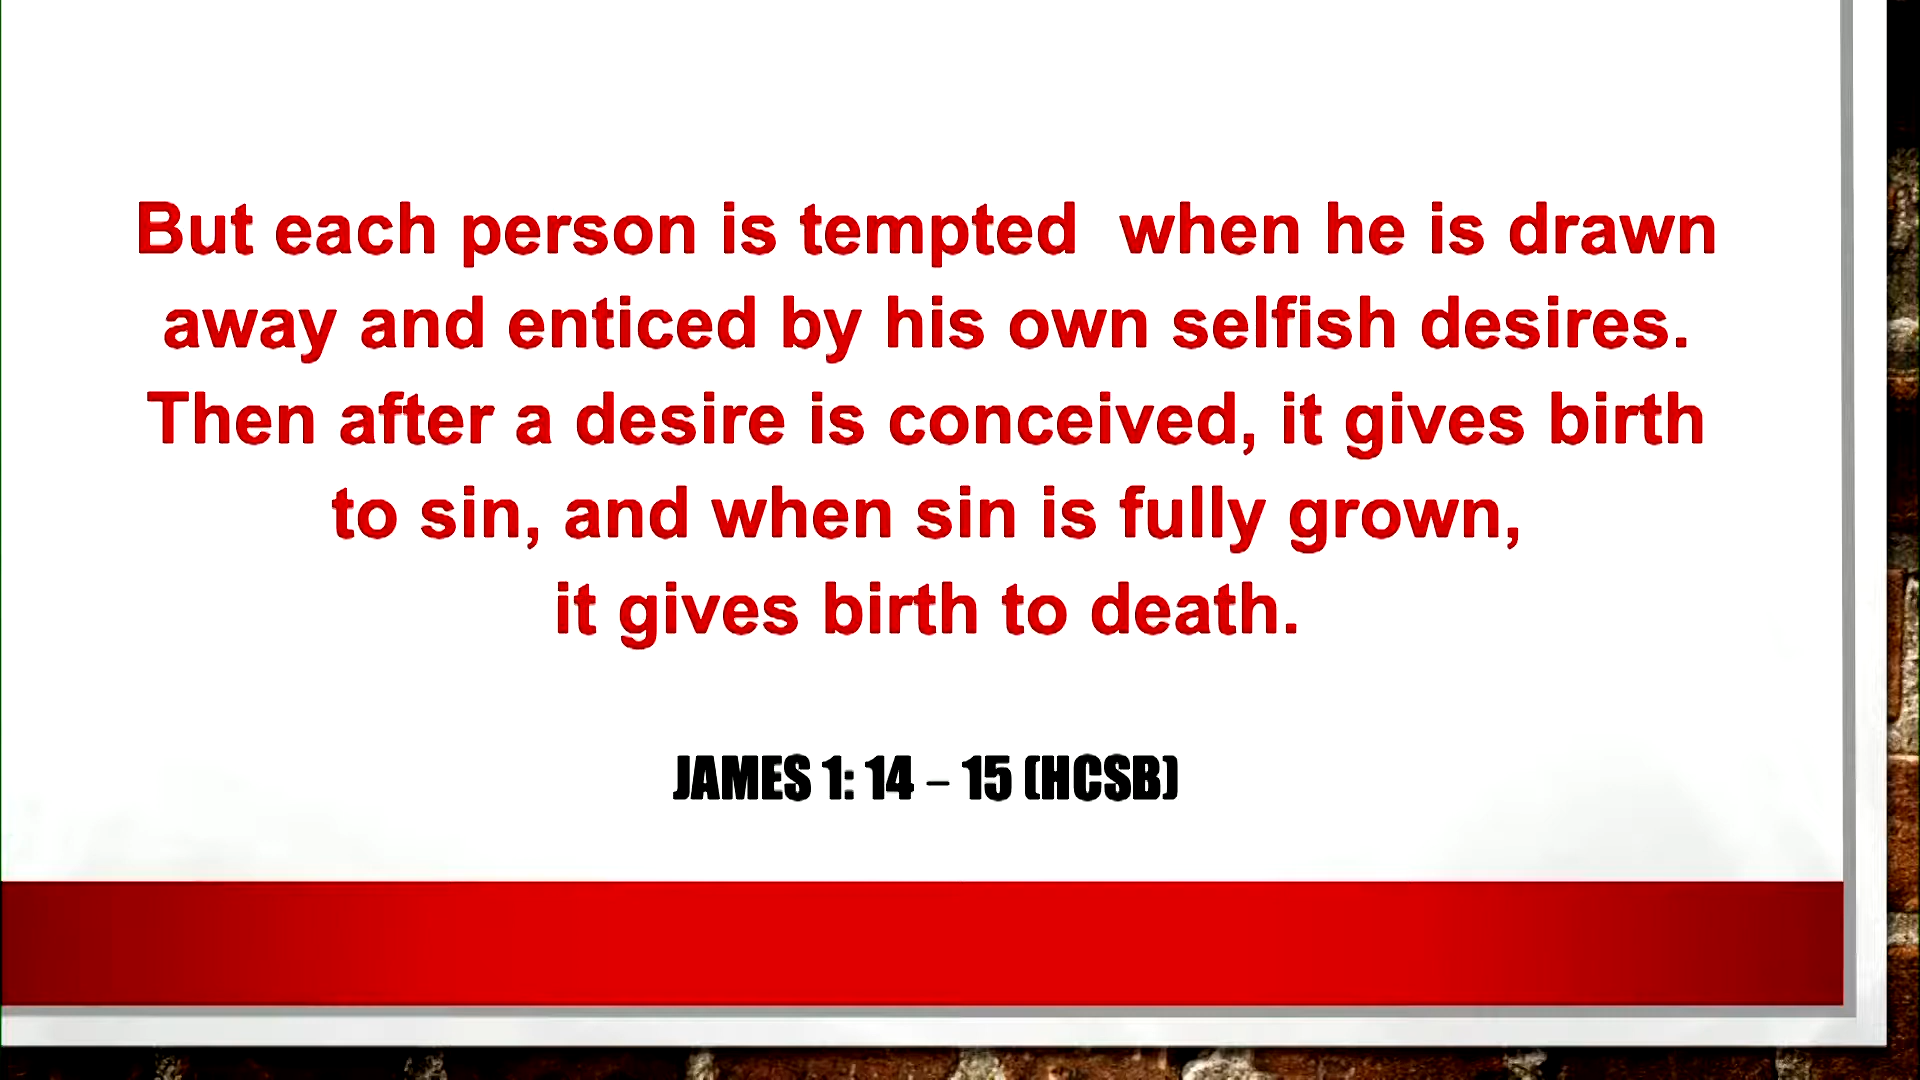 But each person is tempted  when he is drawn
away and enticed by his own selfish desires.
Then after a desire is conceived, it gives birth
to sin, and when sin is fully grown,
it gives birth to death.
JAMES 1: 14 – 15 (HCSB)